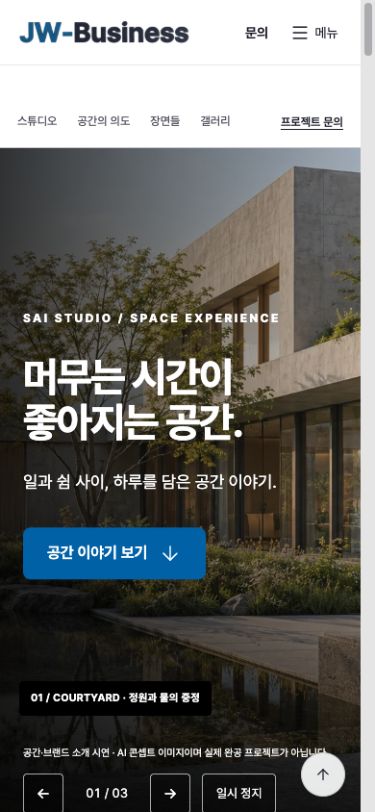 JW-Business
문의
메뉴
스튜디오 공간의 의도 장면들 갤러리 프로젝트 문의
SAI STUDIO / SPACE EXPERIENCE
머무는 시간이
좋아지는 공간.
일과 쉼 사이, 하루를 담은 공간 이야기.
공간 이야기 보기
01 / COURTYARD · 정원과 물의 중정
공간·브랜드 소개 시연 · AI 콘셉트 이미지이며 실제 완공 프로젝트가 아닙니다.
01 / 03
일시 정지